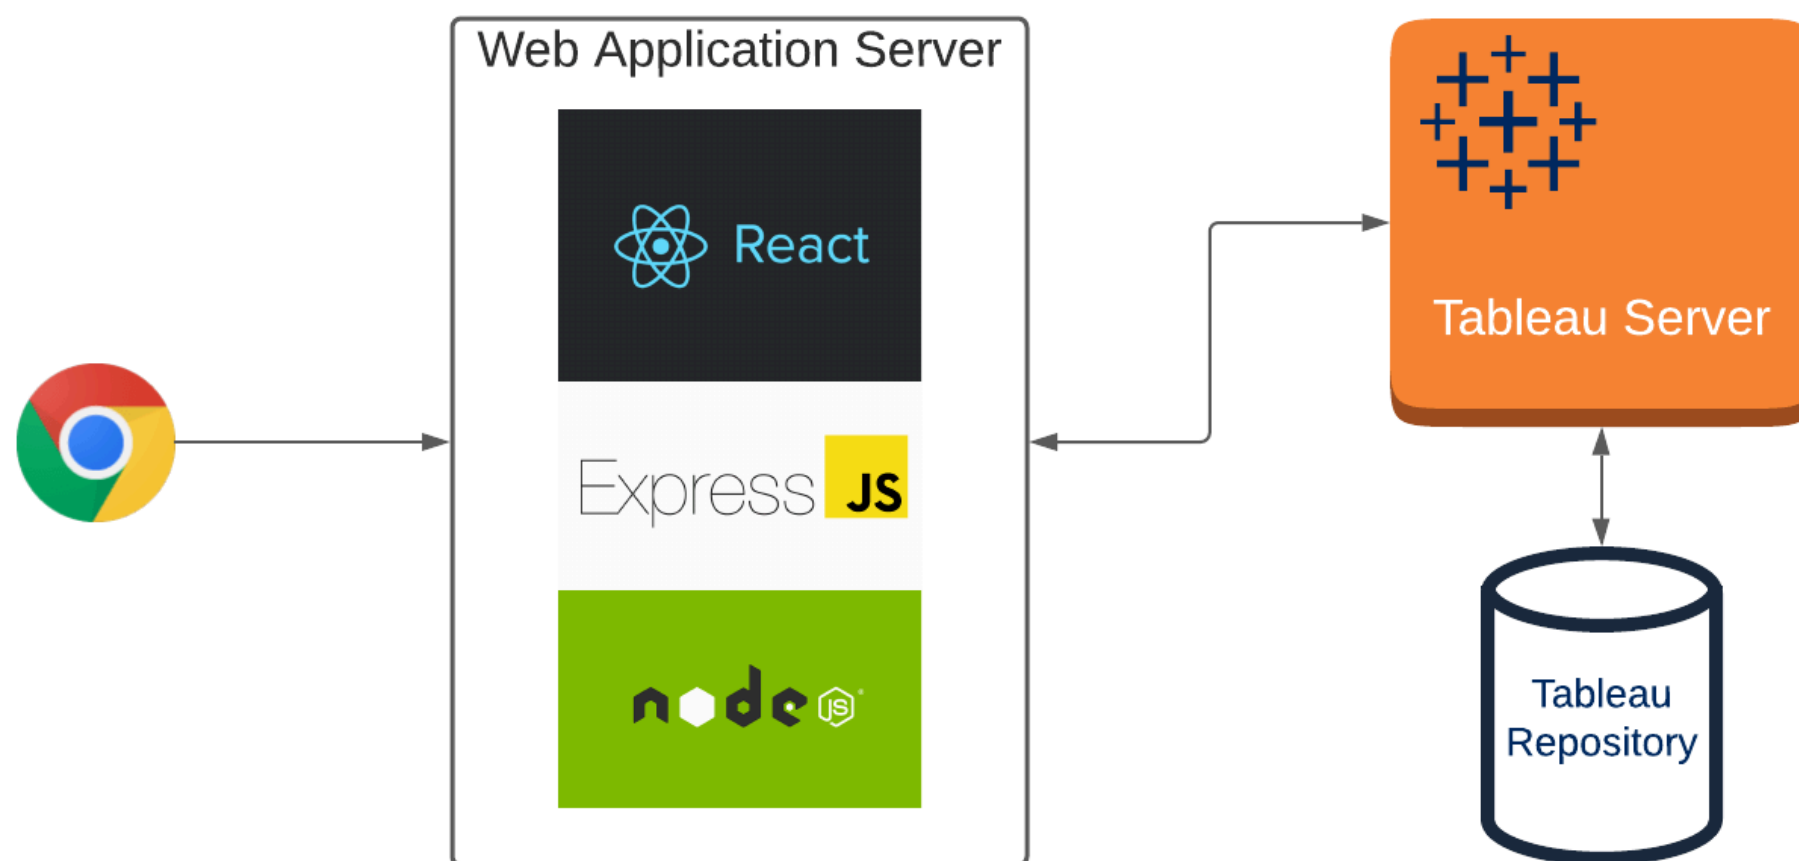 Web Application Server
React
Express JS
node JS
Tableau Server
Tableau
Repository